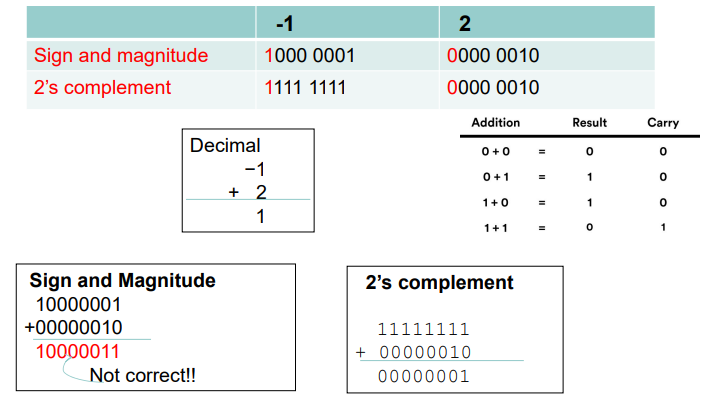 -1 2
Sign and magnitude 1000 0001 0000 0010
2's complement 1111 1111 0000 0010
Addition Result Carry
0 + 0 = 0 0
0 + 1 = 1 0
1 + 0 = 1 0
1 + 1 = 0 1
Decimal
−1
+ 2
1
Sign and Magnitude
10000001
+00000010
10000011
Not correct!!
2's complement
11111111
+ 00000010
00000001